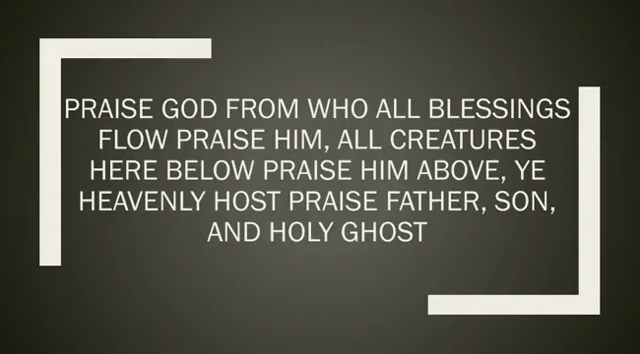 PRAISE GOD FROM WHO ALL BLESSINGS
FLOW PRAISE HIM, ALL CREATURES
HERE BELOW PRAISE HIM ABOVE, YE
HEAVENLY HOST PRAISE FATHER, SON,
AND HOLY GHOST